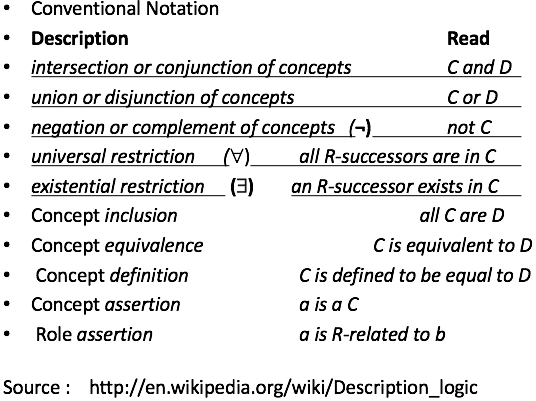 • Conventional Notation
• Description Read
• intersection or conjunction of concepts C and D
• union or disjunction of concepts C or D
• negation or complement of concepts (¬) not C
• universal restriction (∀) all R-successors are in C
• existential restriction (∃) an R-successor exists in C
• Concept inclusion all C are D
• Concept equivalence C is equivalent to D
• Concept definition C is defined to be equal to D
• Concept assertion a is a C
• Role assertion a is R-related to b
Source : http://en.wikipedia.org/wiki/Description_logic